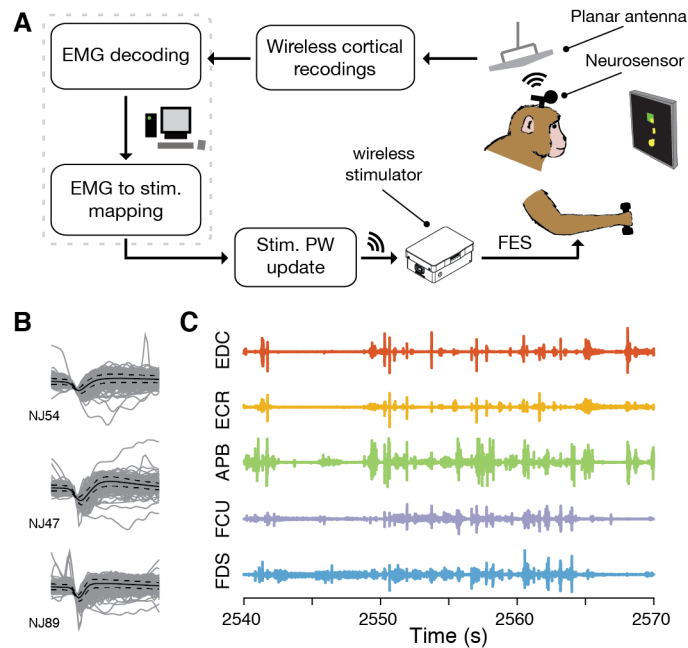 A
EMG decoding
Wireless cortical
recodings
Planar antenna
Neurosensor
EMG to stim.
mapping
wireless
stimulator
Stim. PW
update
FES
B
NJ54
NJ47
NJ89
C
EDC
ECR
APB
FCU
FDS
2540
2550
2560
2570
Time (s)